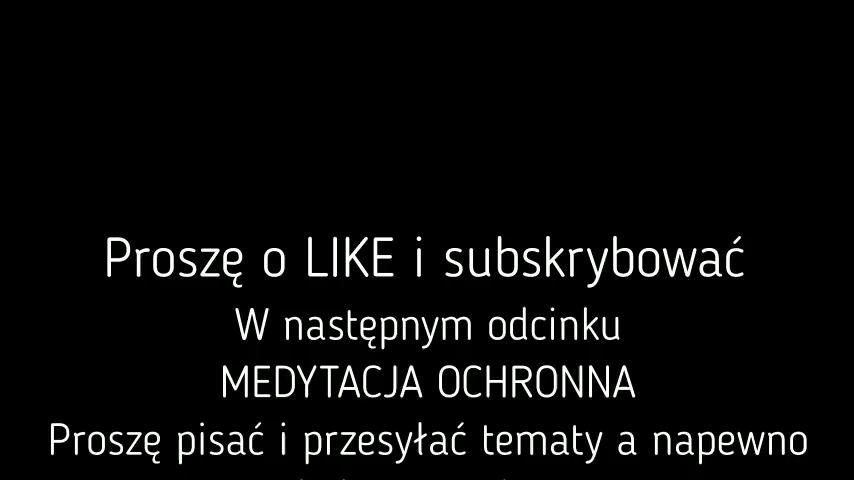 Proszę o LIKE i subskrybować
W następnym odcinku
MEDYTACJA OCHRONNA
Proszę pisać i przesyłać tematy a napewno